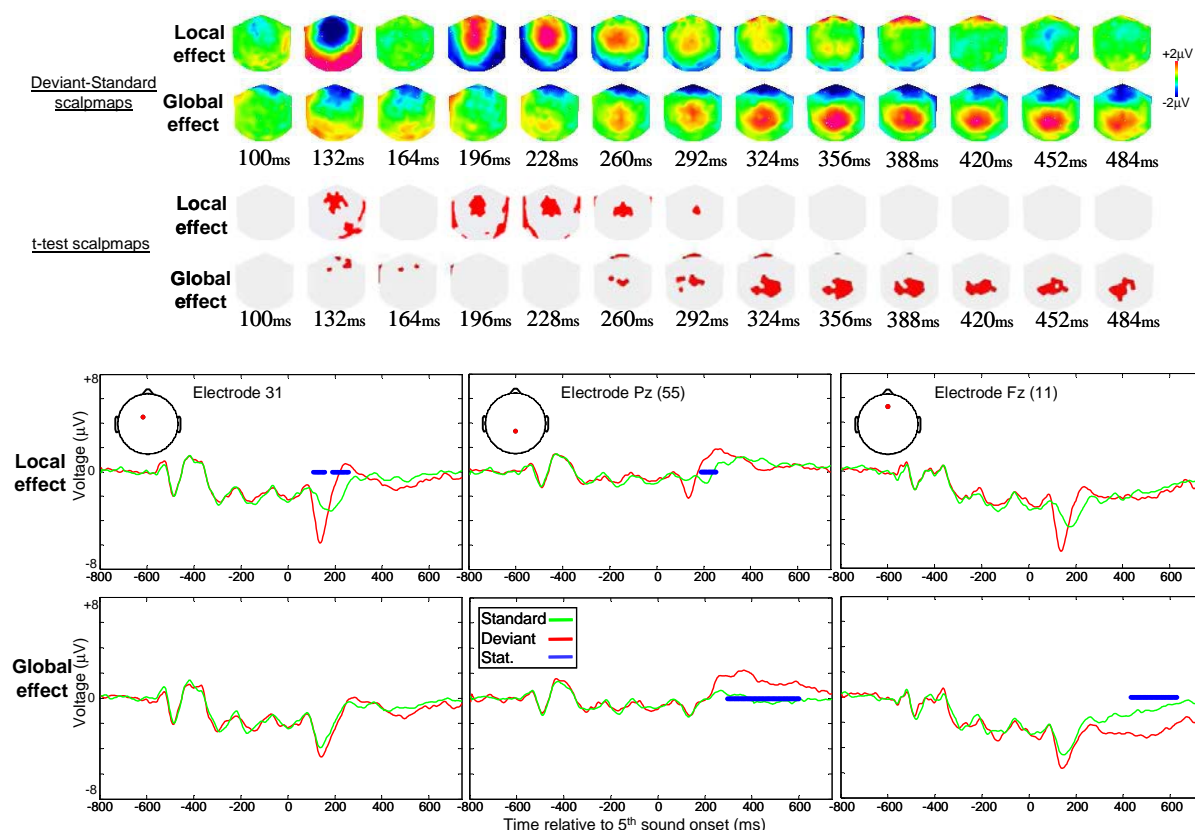 Local effect
Deviant-Standard scalpmaps
+2µV
-2µV
Global effect
100ms 132ms 164ms 196ms 228ms 260ms 292ms 324ms 356ms 388ms 420ms 452ms 484ms
Local effect
t-test scalpmaps
Global effect
100ms 132ms 164ms 196ms 228ms 260ms 292ms 324ms 356ms 388ms 420ms 452ms 484ms
Electrode 31
Electrode Pz (55)
Electrode Fz (11)
Local effect
Voltage (µV)
+8
0
-8
-800 -600 -400 -200 0 200 400 600
-800 -600 -400 -200 0 200 400 600
-800 -600 -400 -200 0 200 400 600
Global effect
Voltage (µV)
+8
0
-8
Standard
Deviant
Stat.
-800 -600 -400 -200 0 200 400 600
-800 -600 -400 -200 0 200 400 600
-800 -600 -400 -200 0 200 400 600
Time relative to 5th sound onset (ms)